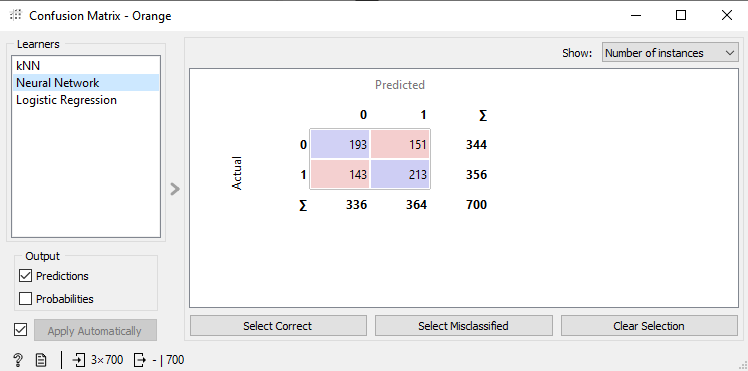 Confusion Matrix - Orange
Learners
kNN
Neural Network
Logistic Regression
Output
Predictions
Probabilities
Apply Automatically
Show: Number of instances
Predicted
0 1 Σ
Actual
0 193 151 344
1 143 213 356
Σ 336 364 700
Select Correct Select Misclassified Clear Selection
? 3×700 - | 700